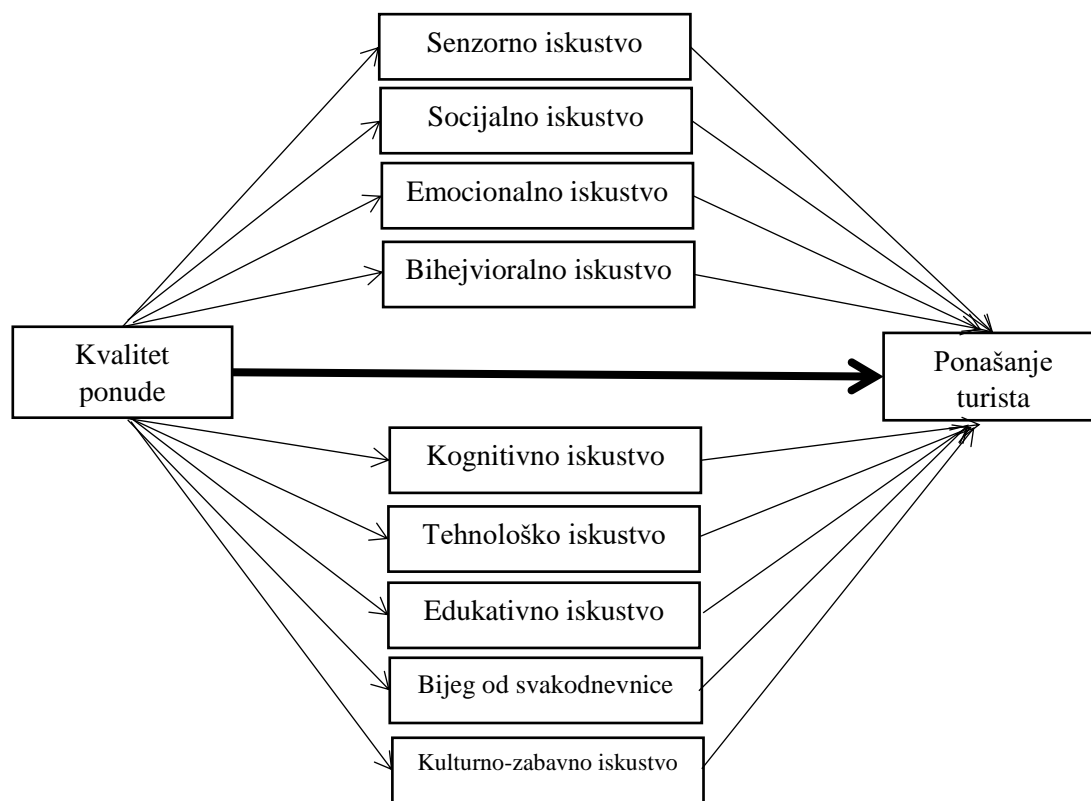 Senzorno iskustvo
Socijalno iskustvo
Emocionalno iskustvo
Bihejvioralno iskustvo
Kvalitet
ponude
Ponašanje
turista
Kognitivno iskustvo
Tehnološko iskustvo
Edukativno iskustvo
Bijeg od svakodnevnice
Kulturno-zabavno iskustvo